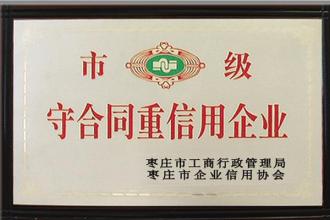 市 级
守合同重信用企业
枣庄市工商行政管理局
枣庄市企业信用协会